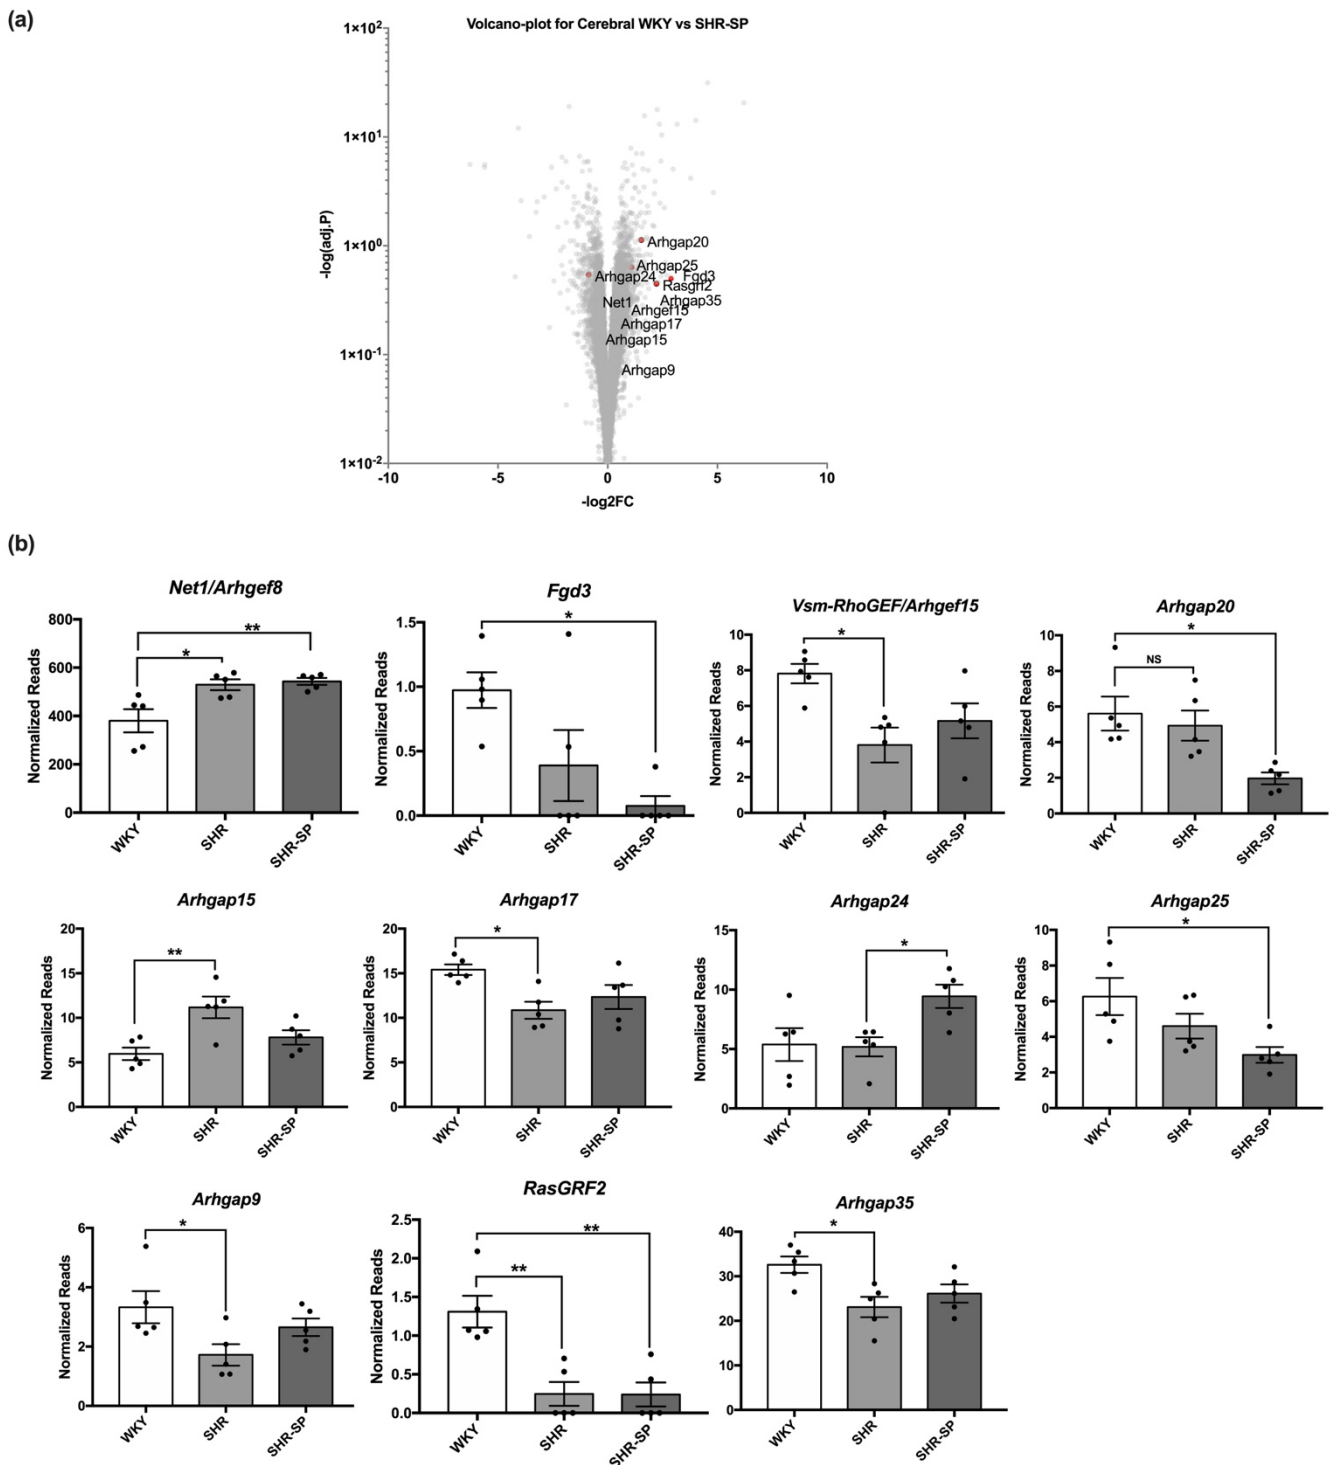 (a)
Volcano-plot for Cerebral WKY vs SHR-SP
1×10²
1×10¹
1×10⁰
1×10⁻¹
1×10⁻²
-log(adj.P)
Arhgap20
Arhgap25
Arhgap24
Fgd3
Rasgrf2
Net1
Arhgap35
Arhgef15
Arhgap17
Arhgap15
Arhgap9
-10
-5
0
5
10
-log2FC
(b)
Net1/Arhgef8
Normalized Reads
800
600
400
200
0
*
**
WKY
SHR
SHR-SP
Fgd3
Normalized Reads
1.5
1.0
0.5
0.0
*
WKY
SHR
SHR-SP
Vsm-RhoGEF/Arhgef15
Normalized Reads
10
8
6
4
2
0
*
WKY
SHR
SHR-SP
Arhgap20
Normalized Reads
10
8
6
4
2
0
*
NS
WKY
SHR
SHR-SP
Arhgap15
Normalized Reads
20
15
10
5
0
**
WKY
SHR
SHR-SP
Arhgap17
Normalized Reads
20
15
10
5
0
*
WKY
SHR
SHR-SP
Arhgap24
Normalized Reads
15
10
5
0
*
WKY
SHR
SHR-SP
Arhgap25
Normalized Reads
10
8
6
4
2
0
*
WKY
SHR
SHR-SP
Arhgap9
Normalized Reads
6
4
2
0
*
WKY
SHR
SHR-SP
RasGRF2
Normalized Reads
2.5
2.0
1.5
1.0
0.5
0.0
**
**
WKY
SHR
SHR-SP
Arhgap35
Normalized Reads
40
30
20
10
0
*
WKY
SHR
SHR-SP